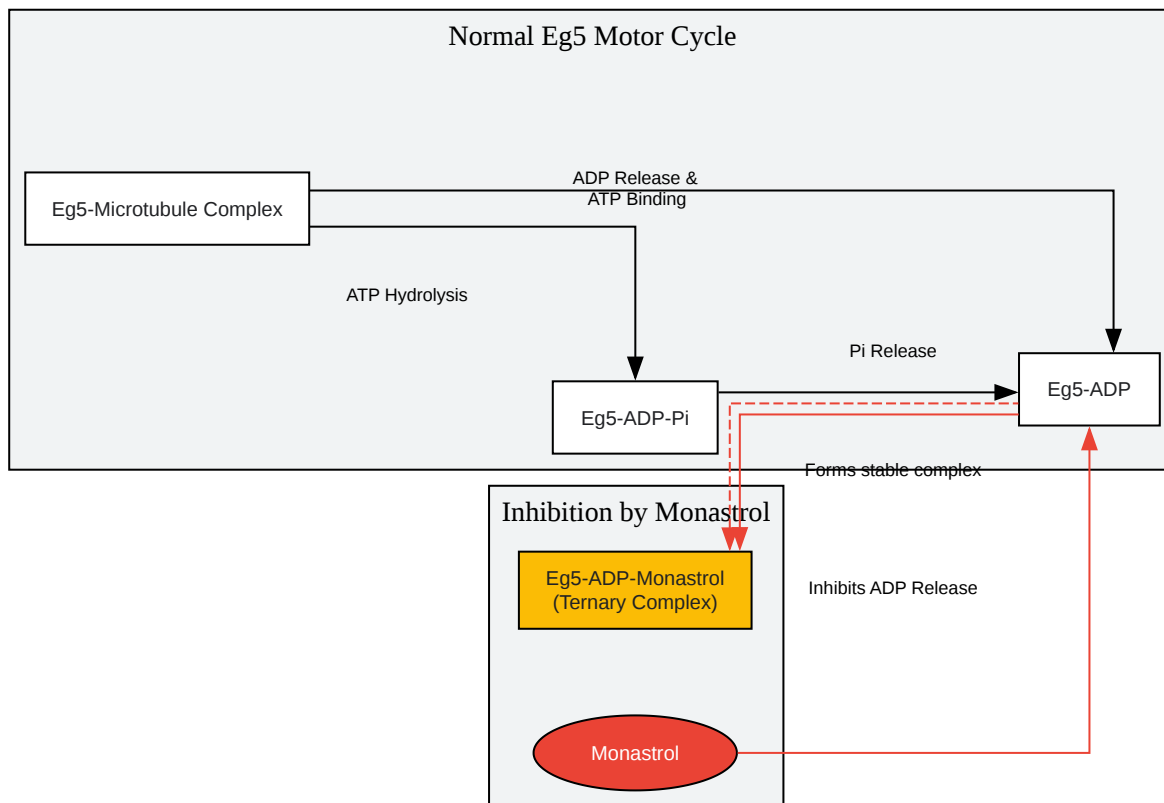 Normal Eg5 Motor Cycle
ADP Release &
ATP Binding
Eg5-Microtubule Complex
ATP Hydrolysis
Pi Release
Eg5-ADP
Eg5-ADP-Pi
Forms stable complex
Inhibition by Monastrol
Eg5-ADP-Monastrol
(Ternary Complex)
Inhibits ADP Release
Monastrol